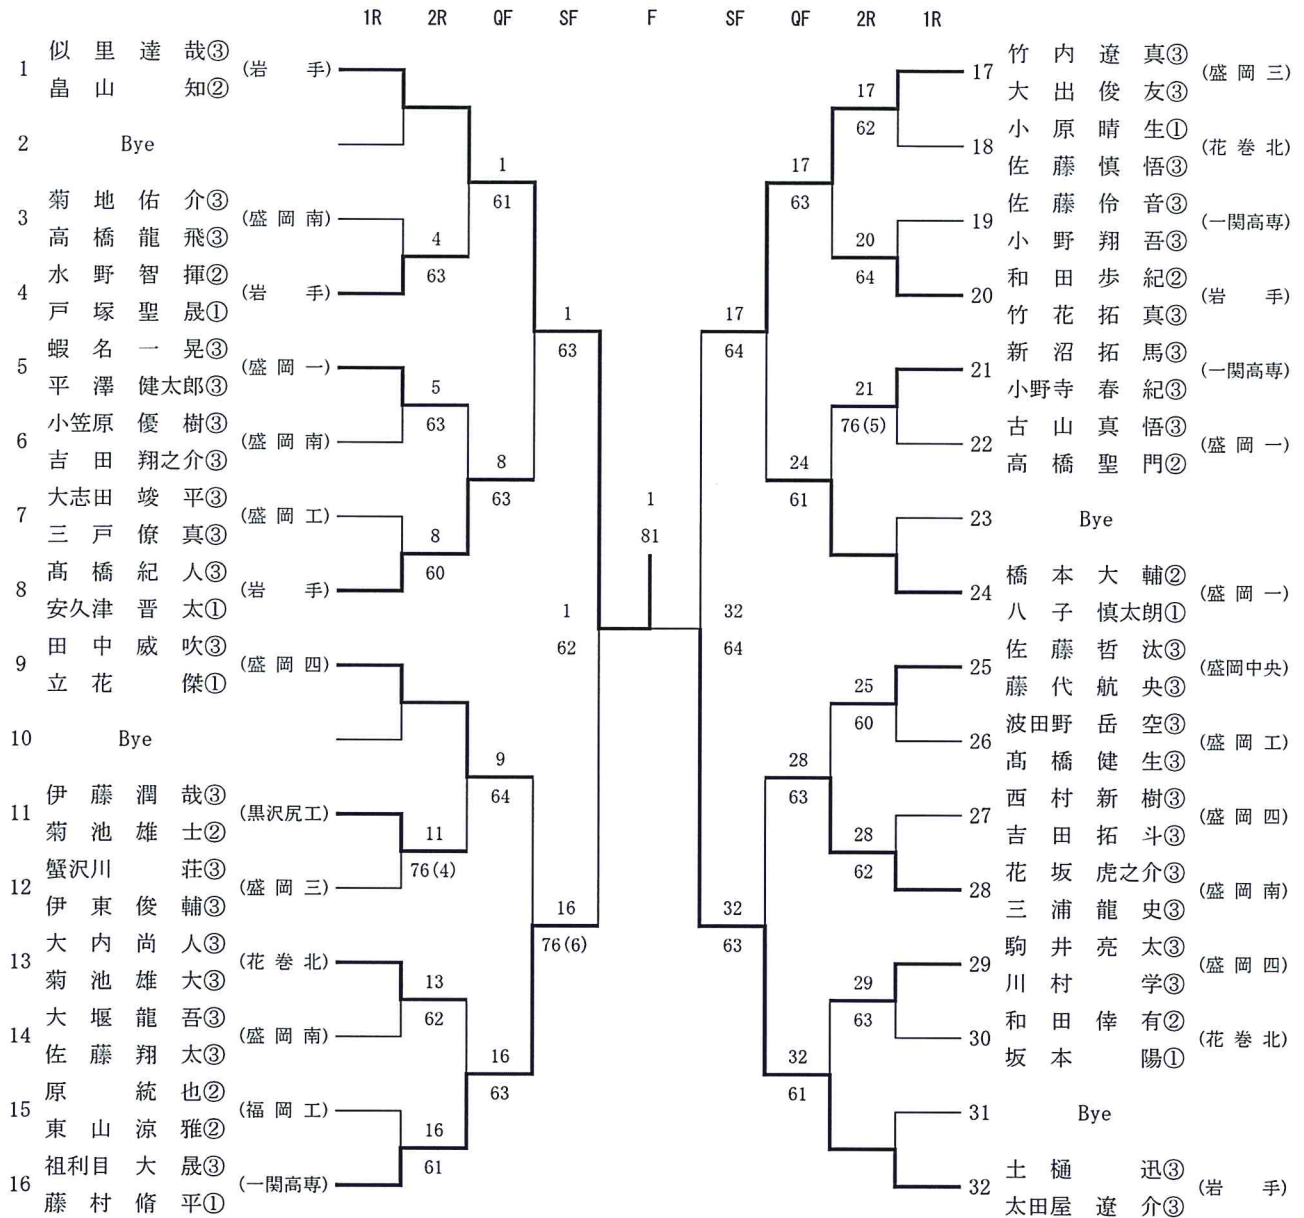 1R 2R QF SF F SF QF 2R 1R
1 似里達哉③ (岩手)
畠山知②
2 Bye
3 菊地佑介③ (盛岡南)
高橋龍飛③
4 水野智揮② (岩手)
戸塚聖晟①
5 蝦名一晃③ (盛岡一)
平澤健太郎③
6 小笠原優樹③ (盛岡南)
吉田翔之介③
7 大志田竣平③ (盛岡工)
三戸僚真③
8 髙橋紀人③ (岩手)
安久津晋太①
9 田中威吹③ (盛岡四)
立花傑①
10 Bye
11 伊藤潤哉③ (黒沢尻工)
菊池雄士②
12 蟹沢川荘③ (盛岡三)
伊東俊輔③
13 大内尚人③ (花巻北)
菊池雄大③
14 大堰龍吾③ (盛岡南)
佐藤翔太③
15 原統也② (福岡工)
東山涼雅②
16 祖利目大晟③ (一関高専)
藤村脩平①
4
63
5
63
8
60
11
76(4)
13
62
16
61
1
61
8
63
9
64
16
63
1
63
16
76(6)
1
62
1
81
32
64
17
64
32
63
17
63
24
61
28
63
32
61
17
62
20
64
21
76(5)
25
60
28
62
29
63
17 竹内遼真③ (盛岡三)
大出俊友③
18 小原晴生① (花巻北)
佐藤慎悟③
19 佐藤伶音③ (一関高専)
小野翔吾③
20 和田歩紀② (岩手)
竹花拓真③
21 新沼拓馬③ (一関高専)
小野寺春紀③
22 古山真悟③ (盛岡一)
高橋聖門②
23 Bye
24 橋本大輔② (盛岡一)
八子慎太朗①
25 佐藤哲汰③ (盛岡中央)
藤代航央③
26 波田野岳空③ (盛岡工)
髙橋健生③
27 西村新樹③ (盛岡四)
吉田拓斗③
28 花坂虎之介③ (盛岡南)
三浦龍史③
29 駒井亮太③ (盛岡四)
川村学③
30 和田倖有② (花巻北)
坂本陽①
31 Bye
32 土樋迅③ (岩手)
太田屋遼介③